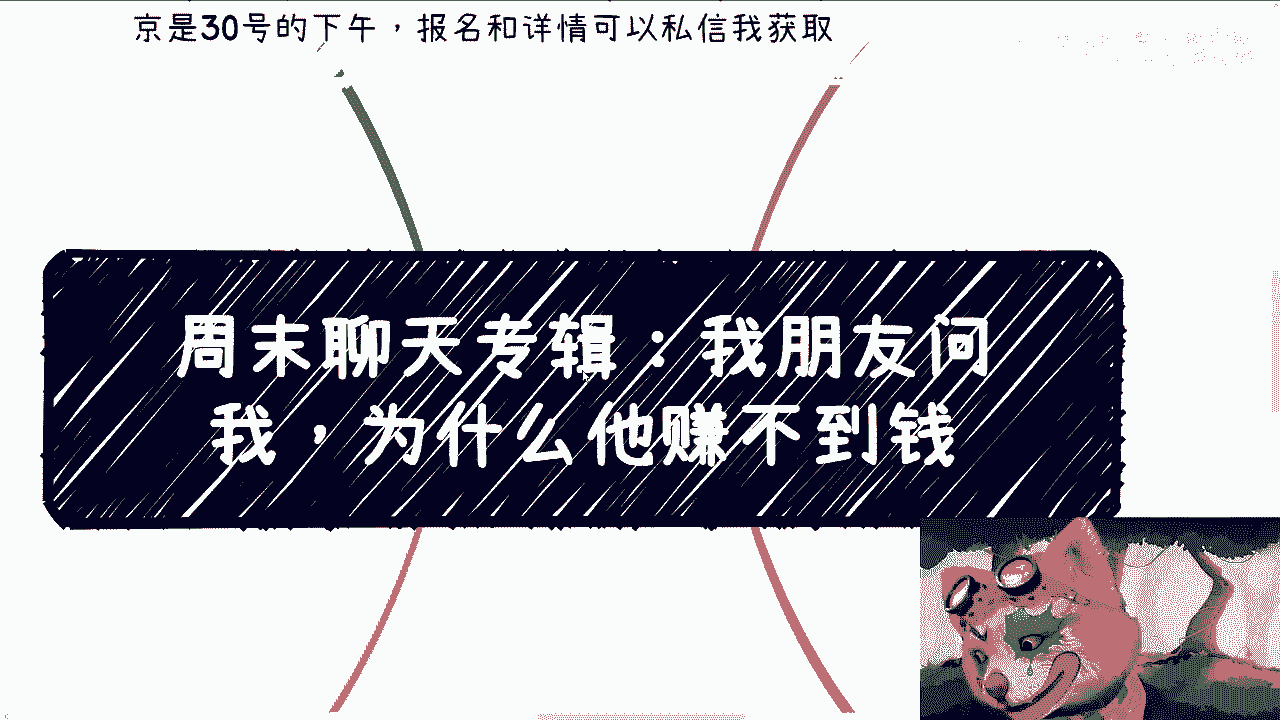 京是30号的下午，报名和详情可以私信我获取
周末聊天专辑：我朋友问
我，为什么他赚不到钱